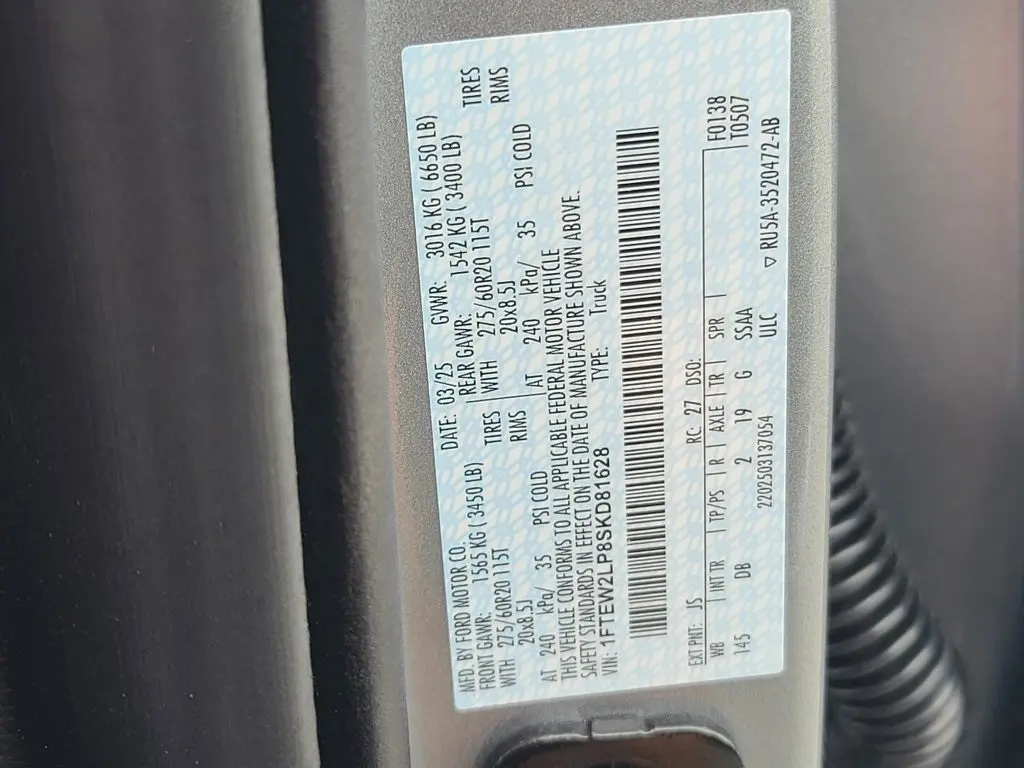 MFD. BY FORD MOTOR CO. DATE: 03/25 GVWR: 3016 KG ( 6650 LB)
FRONT GAWR: 1565 KG ( 3450 LB) REAR GAWR: 1542 KG ( 3400 LB)
WITH 275/60R20 115T TIRES WITH 275/60R20 115T TIRES
20x8.5J RIMS 20x8.5J RIMS
AT 240 kPa/ 35 PSI COLD AT 240 kPa/ 35 PSI COLD
THIS VEHICLE CONFORMS TO ALL APPLICABLE FEDERAL MOTOR VEHICLE
SAFETY STANDARDS IN EFFECT ON THE DATE OF MANUFACTURE SHOWN ABOVE.
VIN: 1FTEW2LP8SKD81628 TYPE: Truck
EXT PNT: JS RC: 27 DSO: F0138
WB | INT TR | TP/PS | R | AXLE | TR | SPR | T0507
145 DB 2 19 G SSAA
2202503137054 ULC ▽ RU5A-3520472-AB